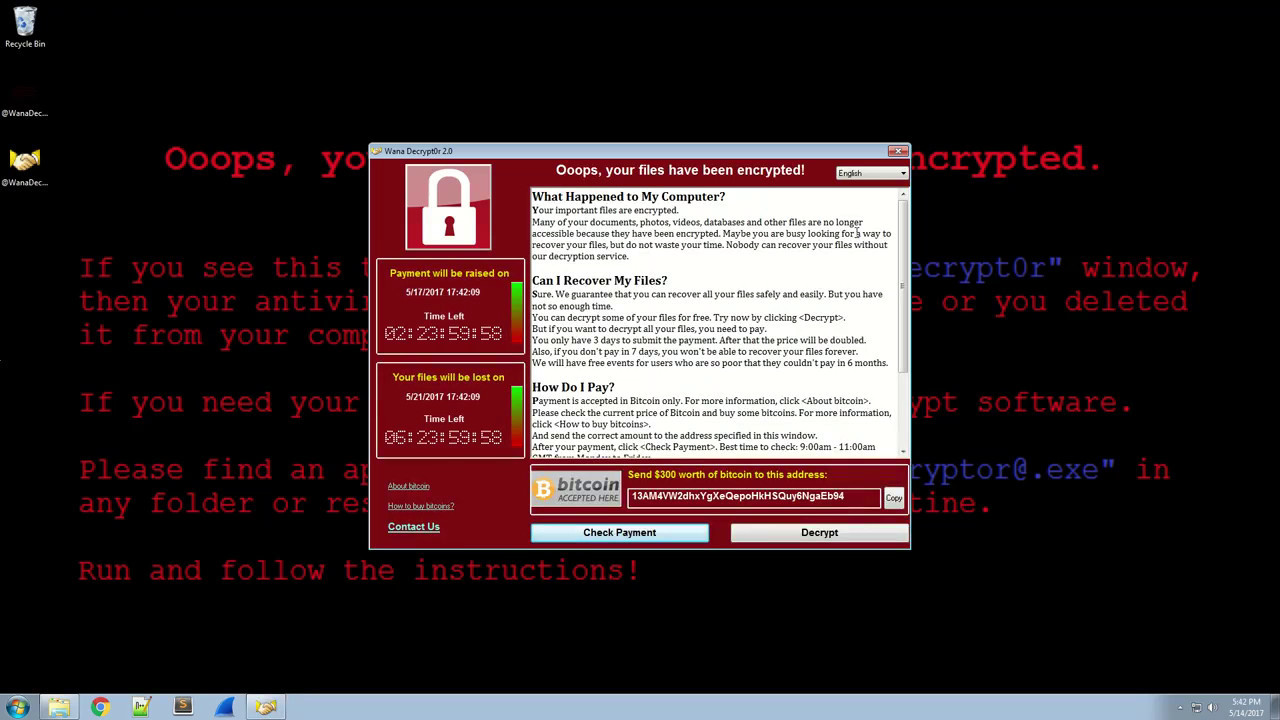 Recycle Bin
@WanaDec...
@WanaDec...
Ooops, yo
ncrypted.
If you see this t
ecrypt0r" window,
then your antivir
e or you deleted
it from your comp
If you need your
ypt software.
Please find an ap
ryptor@.exe" in
any folder or res
tine.
Run and follow the instructions!
Wana Decrypt0r 2.0
Ooops, your files have been encrypted!
English
Payment will be raised on
5/17/2017 17:42:09
Time Left
02:23:59:58
Your files will be lost on
5/21/2017 17:42:09
Time Left
06:23:59:58
About bitcoin
How to buy bitcoins?
Contact Us
What Happened to My Computer?
Your important files are encrypted.
Many of your documents, photos, videos, databases and other files are no longer
accessible because they have been encrypted. Maybe you are busy looking for a way to
recover your files, but do not waste your time. Nobody can recover your files without
our decryption service.
Can I Recover My Files?
Sure. We guarantee that you can recover all your files safely and easily. But you have
not so enough time.
You can decrypt some of your files for free. Try now by clicking <Decrypt>.
But if you want to decrypt all your files, you need to pay.
You only have 3 days to submit the payment. After that the price will be doubled.
Also, if you don't pay in 7 days, you won't be able to recover your files forever.
We will have free events for users who are so poor that they couldn't pay in 6 months.
How Do I Pay?
Payment is accepted in Bitcoin only. For more information, click <About bitcoin>.
Please check the current price of Bitcoin and buy some bitcoins. For more information,
click <How to buy bitcoins>.
And send the correct amount to the address specified in this window.
After your payment, click <Check Payment>. Best time to check: 9:00am - 11:00am
GMT from Monday to Friday.
bitcoin
ACCEPTED HERE
Send $300 worth of bitcoin to this address:
13AM4VW2dhxYgXeQepoHkHSQuy6NgaEb94
Copy
Check Payment
Decrypt
5:42 PM
5/14/2017